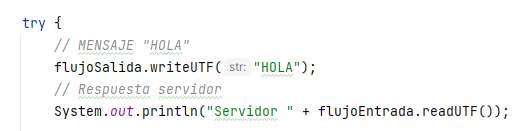 try {
// MENSAJE "HOLA"
flujoSalida.writeUTF( str: "HOLA");
// Respuesta servidor
System.out.println("Servidor " + flujoEntrada.readUTF());